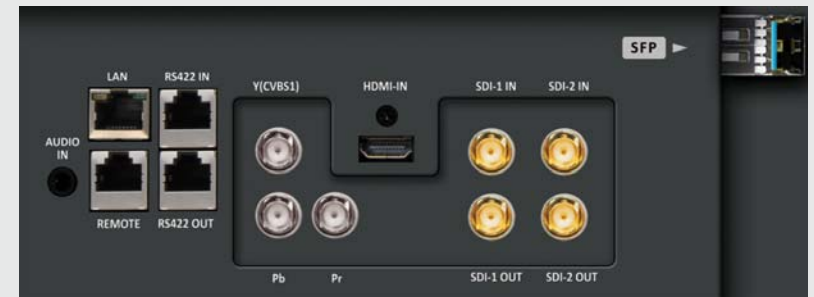 SFP
LAN RS422 IN Y(CVBS1) HDMI-IN SDI-1 IN SDI-2 IN
AUDIO
IN
REMOTE RS422 OUT
Pb Pr SDI-1 OUT SDI-2 OUT